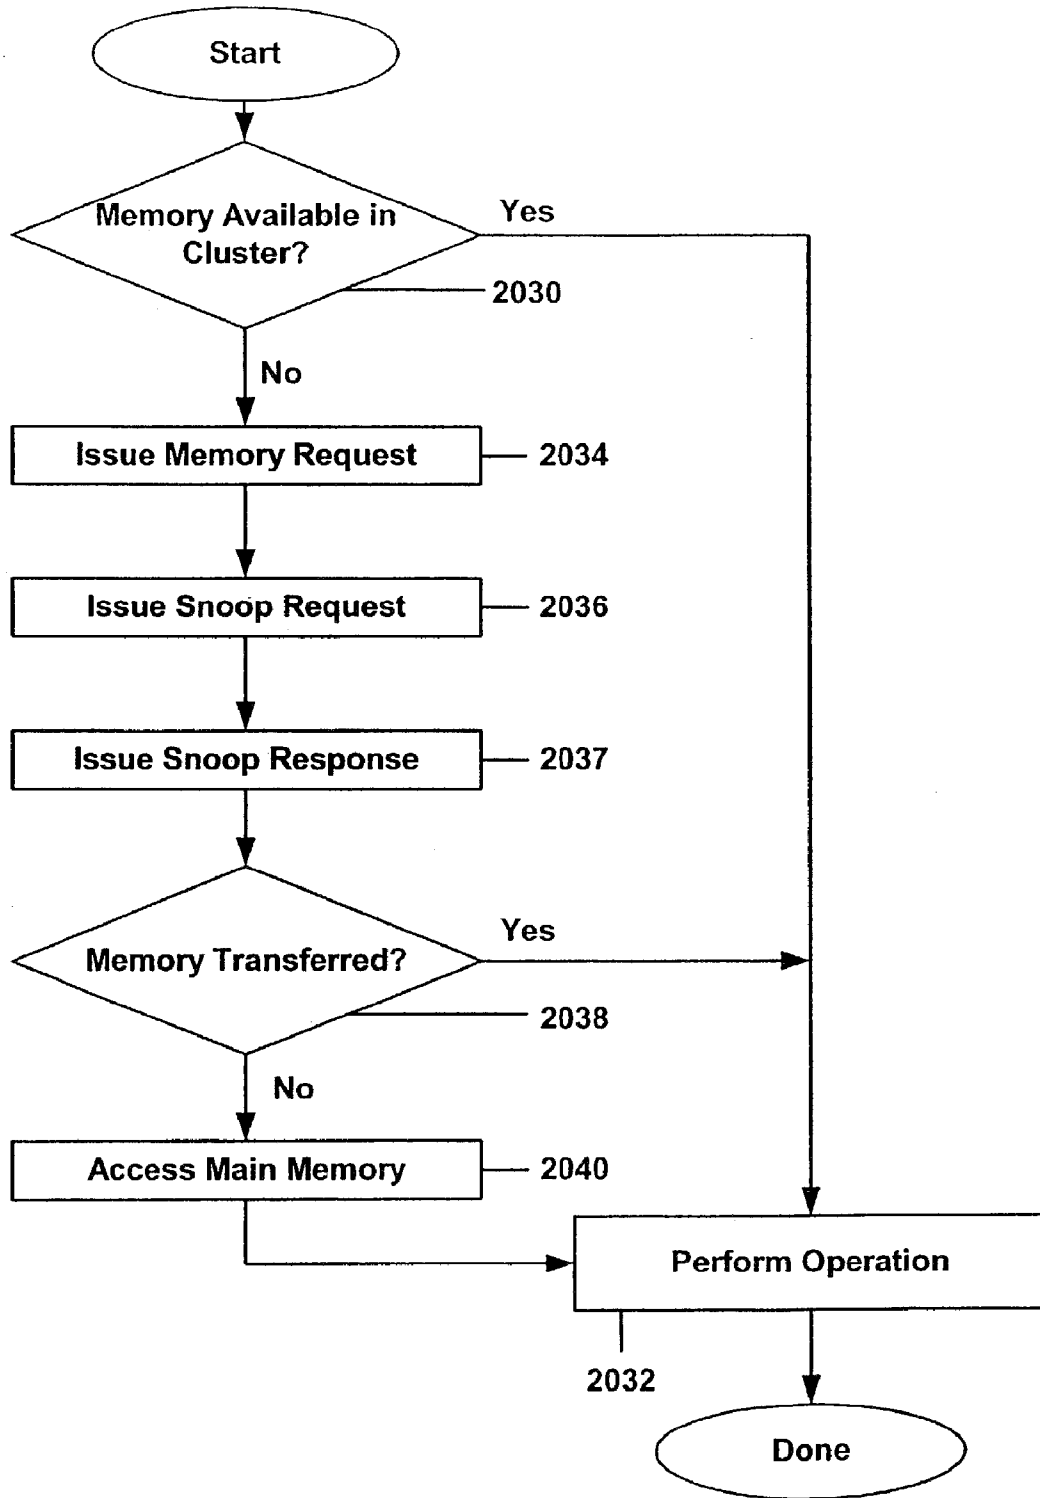 Start
Memory Available in
Cluster?
Yes
2030
No
Issue Memory Request
2034
Issue Snoop Request
2036
Issue Snoop Response
2037
Memory Transferred?
Yes
2038
No
Access Main Memory
2040
Perform Operation
2032
Done